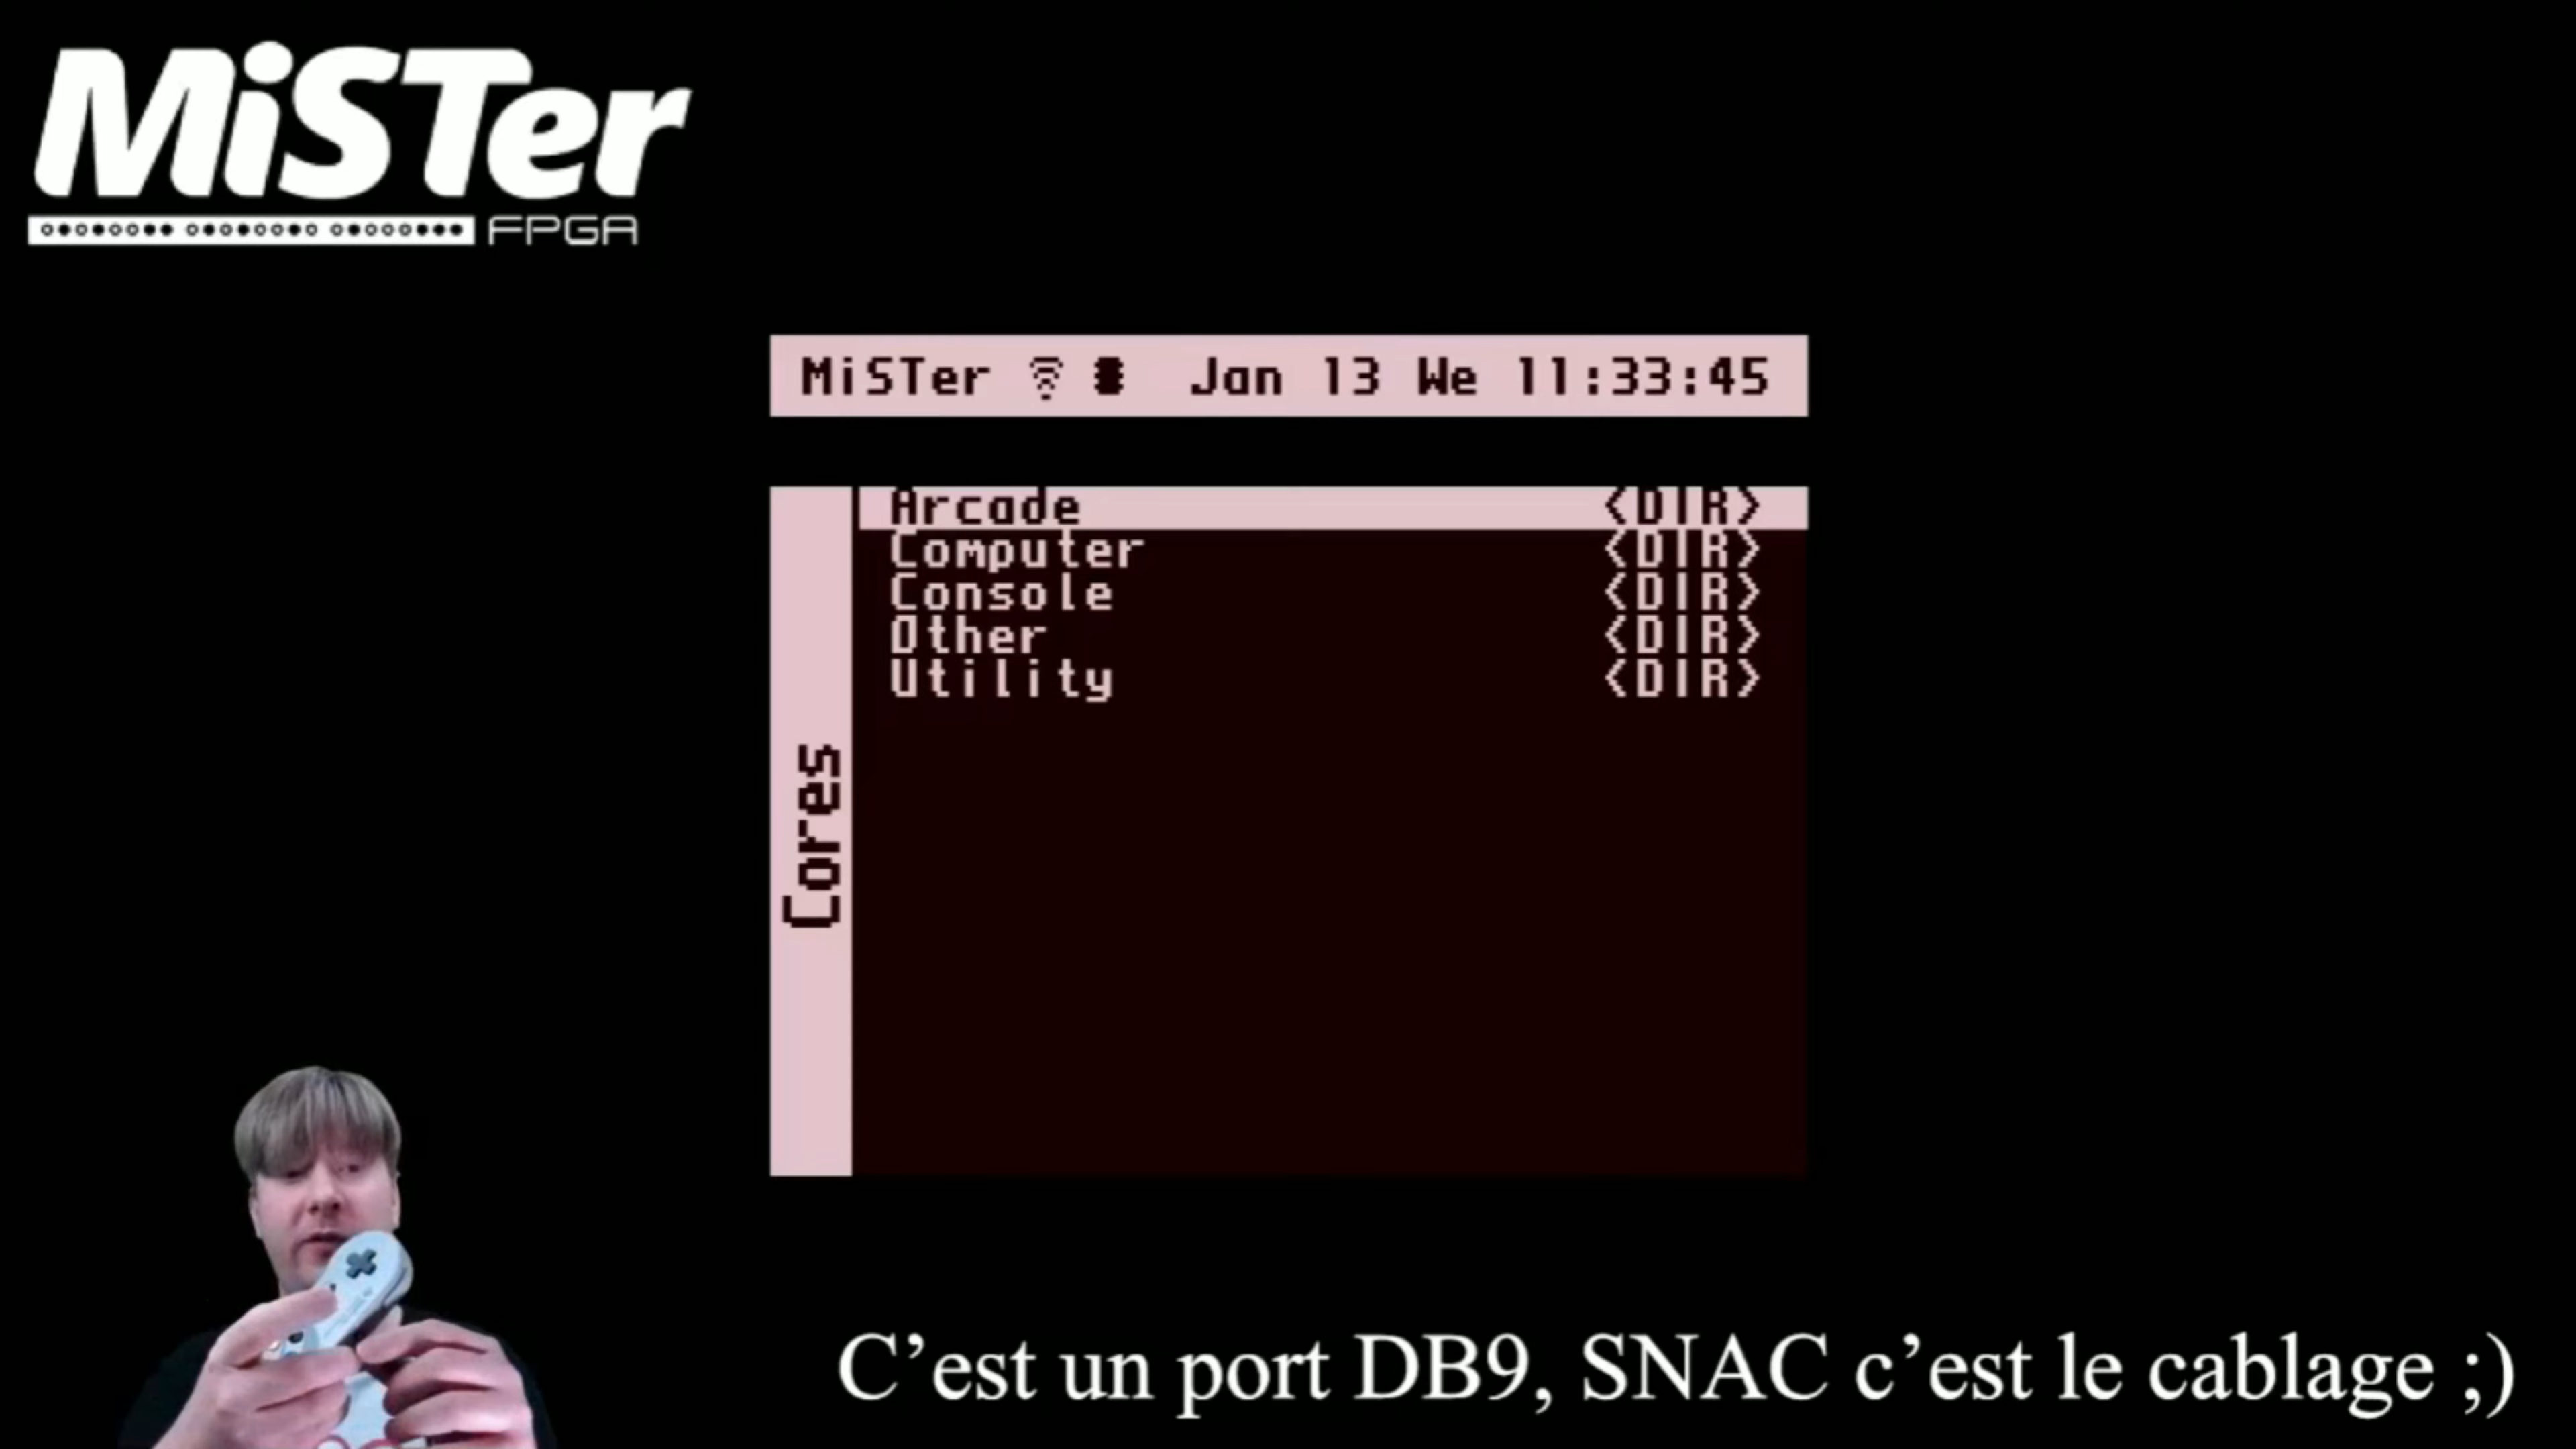 MiSTer
FPGA
MiSTer Jan 13 We 11:33:45
Cores
Arcade <DIR>
Computer <DIR>
Console <DIR>
Other <DIR>
Utility <DIR>
C’est un port DB9, SNAC c’est le cablage ;)